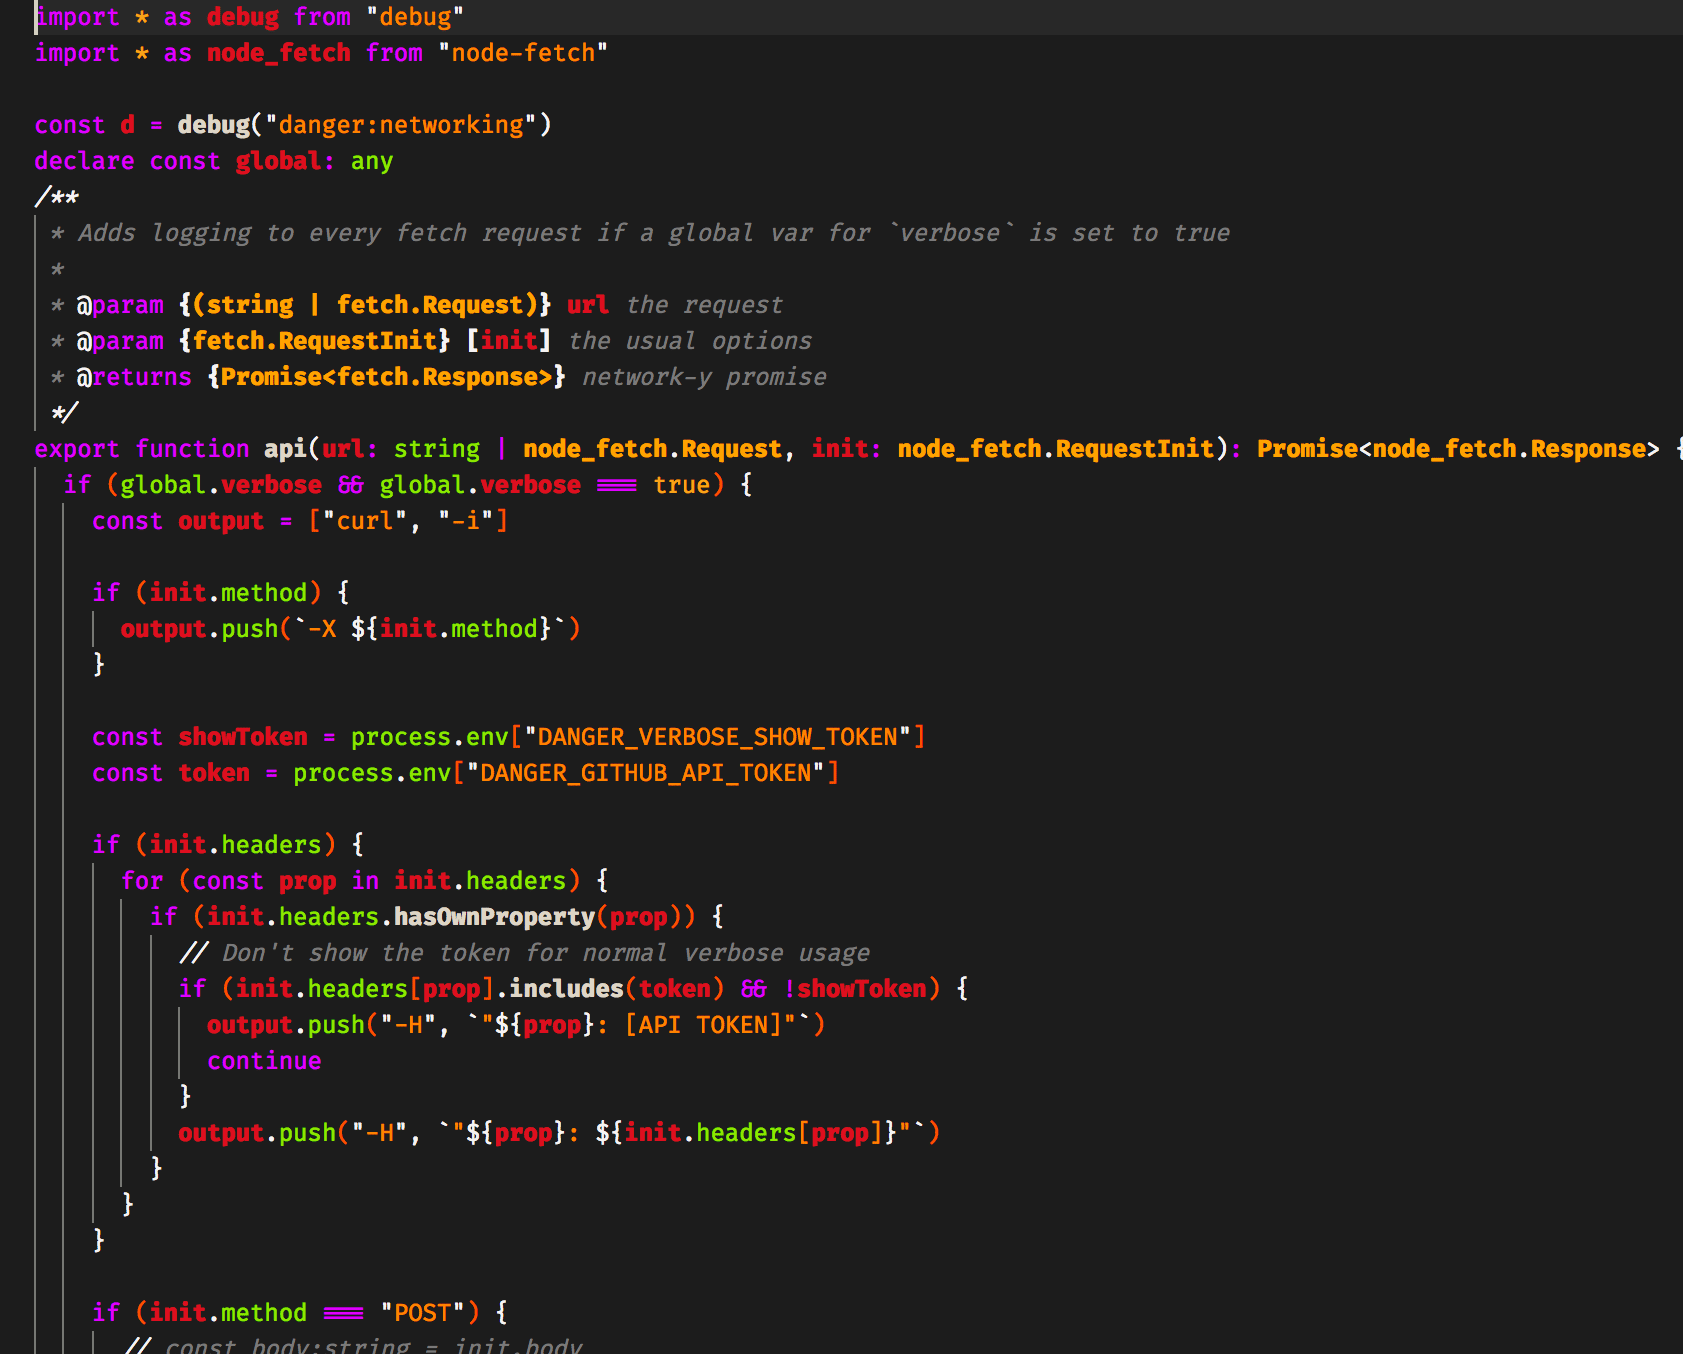 import * as debug from "debug"
import * as node_fetch from "node-fetch"
const d = debug("danger:networking")
declare const global: any
/**
* Adds logging to every fetch request if a global var for `verbose` is set to true
*
* @param {(string | fetch.Request)} url the request
* @param {fetch.RequestInit} [init] the usual options
* @returns {Promise<fetch.Response>} network-y promise
*/
export function api(url: string | node_fetch.Request, init: node_fetch.RequestInit): Promise<node_fetch.Response> {
if (global.verbose && global.verbose === true) {
const output = ["curl", "-i"]
if (init.method) {
output.push(`-X ${init.method}`)
}
const showToken = process.env["DANGER_VERBOSE_SHOW_TOKEN"]
const token = process.env["DANGER_GITHUB_API_TOKEN"]
if (init.headers) {
for (const prop in init.headers) {
if (init.headers.hasOwnProperty(prop)) {
// Don't show the token for normal verbose usage
if (init.headers[prop].includes(token) && !showToken) {
output.push("-H", `"${prop}: [API TOKEN]"`)
continue
}
output.push("-H", `"${prop}: ${init.headers[prop]}"`)
}
}
}
if (init.method === "POST") {
// const body:string = init.body